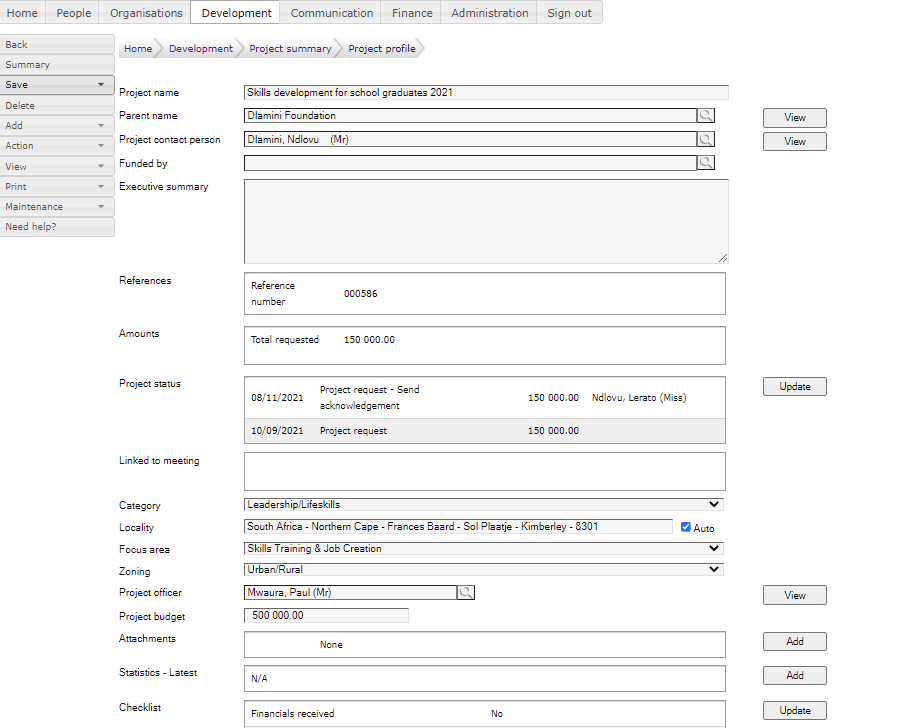 Home People Organisations Development Communication Finance Administration Sign out
Back
Summary
Save
Delete
Add
Action
View
Print
Maintenance
Need help?
Home Development Project summary Project profile
Project name Skills development for school graduates 2021
Parent name Dlamini Foundation View
Project contact person Dlamini, Ndlovu (Mr) View
Funded by
Executive summary
References
Reference
number 000586
Amounts
Total requested 150 000.00
Project status Update
08/11/2021 Project request - Send
acknowledgement 150 000.00 Ndlovu, Lerato (Miss)
10/09/2021 Project request 150 000.00
Linked to meeting
Category Leadership/Lifeskills
Locality South Africa - Northern Cape - Frances Baard - Sol Plaatje - Kimberley - 8301 Auto
Focus area Skills Training & Job Creation
Zoning Urban/Rural
Project officer Mwaura, Paul (Mr) View
Project budget 500 000.00
Attachments None Add
Statistics - Latest N/A Add
Checklist Financials received No Update